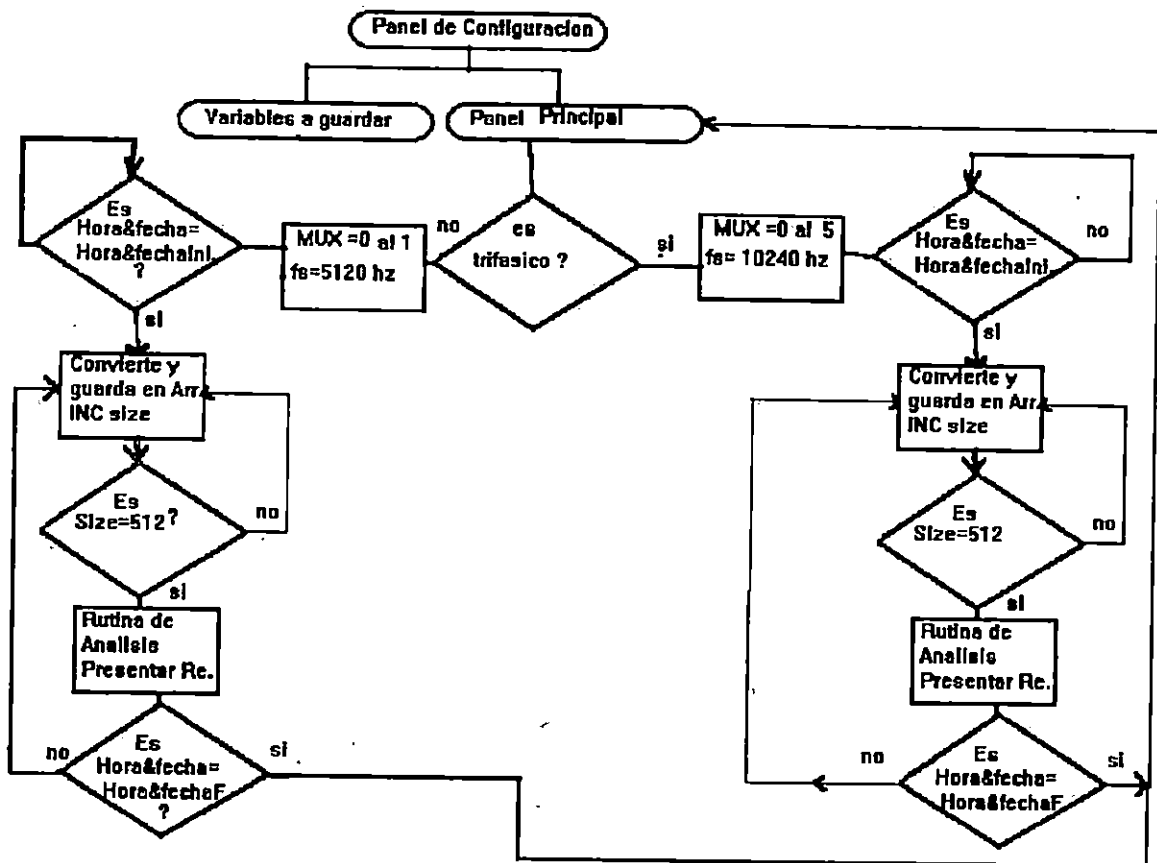 Panel de Configuracion
Variables a guardar
Panel Principal
Es
Hora&fecha=
Hora&fechaIni.
?
MUX =0 al 1
fs=5120 hz
no
es
trifasico ?
si
MUX =0 al 5
fs= 10240 hz
Es
Hora&fecha=
Hora&fechaIni.
no
si
Convierte y
guarda en Arr.
INC size
Es
Size=512?
no
si
Rutina de
Analisis
Presentar Re.
no
Es
Hora&fecha=
Hora&fechaF
?
si
si
Convierte y
guarda en Arr.
INC size
Es
Size=512
no
si
Rutina de
Analisis
Presentar Re.
no
Es
Hora&fecha=
Hora&fechaF
si